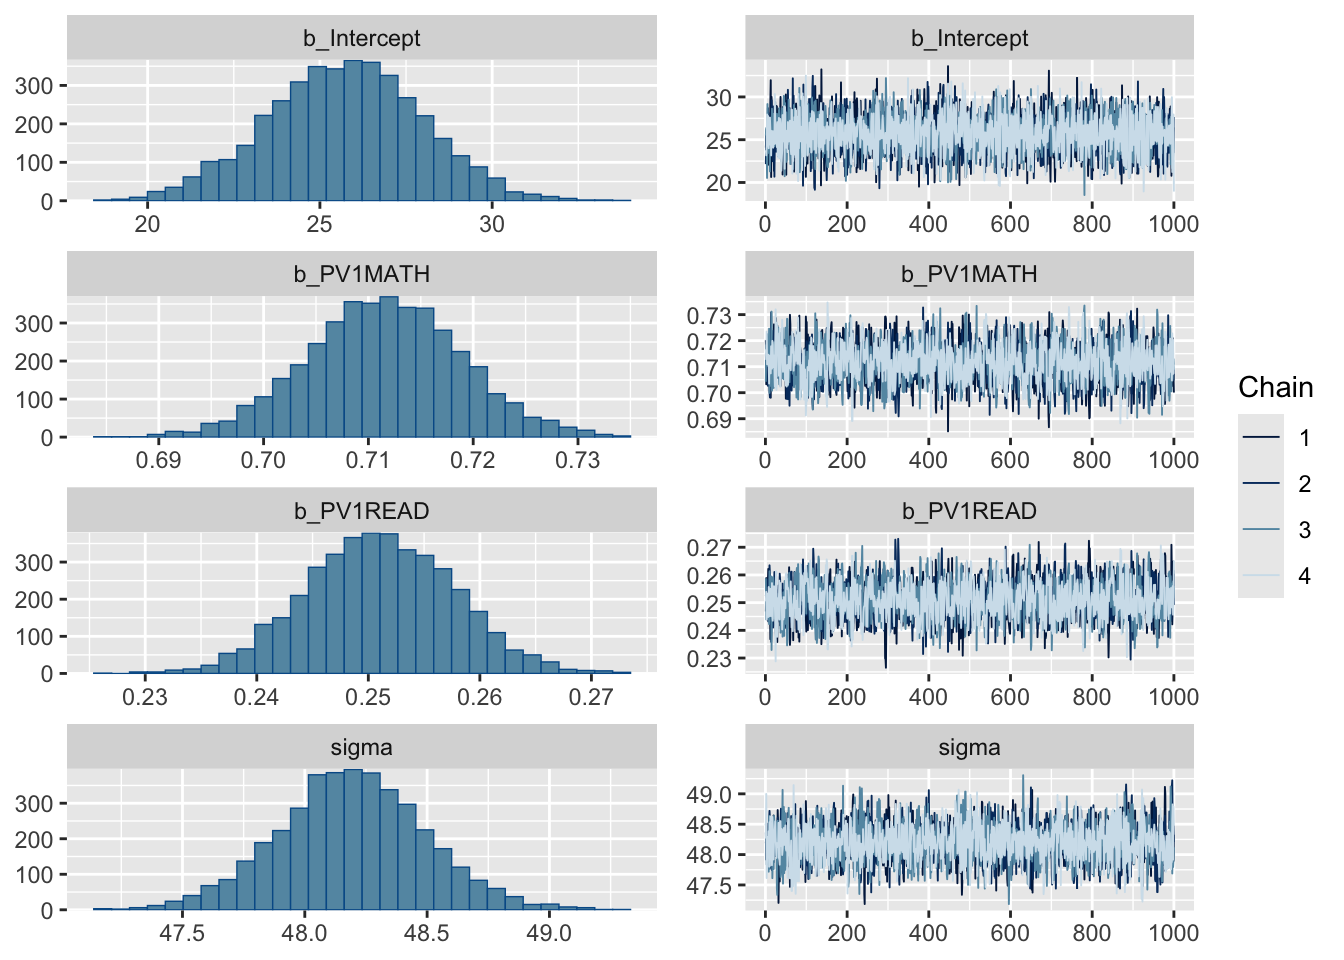 b_Intercept
300
200
100
0
20 25 30
b_Intercept
30
25
20
0 200 400 600 800 1000
b_PV1MATH
300
200
100
0
0.69 0.70 0.71 0.72 0.73
b_PV1MATH
0.73
0.72
0.71
0.70
0.69
0 200 400 600 800 1000
b_PV1READ
300
200
100
0
0.23 0.24 0.25 0.26 0.27
b_PV1READ
0.27
0.26
0.25
0.24
0.23
0 200 400 600 800 1000
sigma
300
200
100
0
47.5 48.0 48.5 49.0
sigma
49.0
48.5
48.0
47.5
0 200 400 600 800 1000
Chain
1
2
3
4